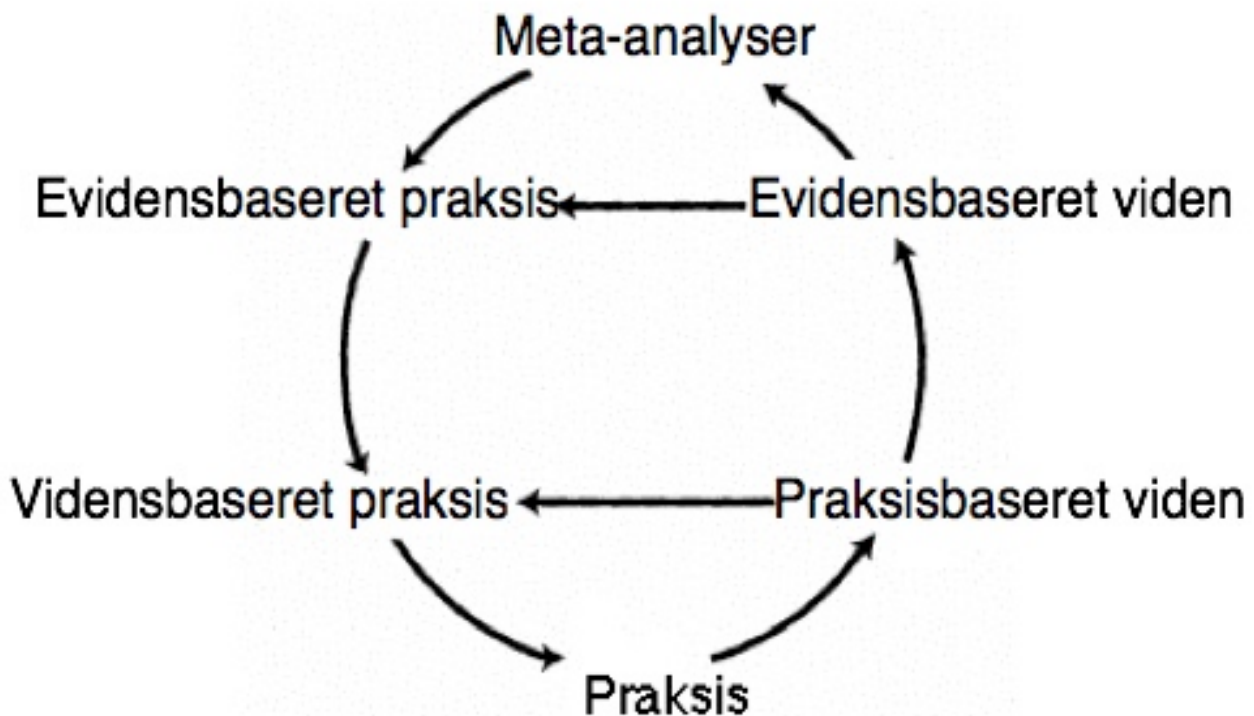 Meta-analyser
Evidensbaseret praksis
Evidensbaseret viden
Vidensbaseret praksis
Praksisbaseret viden
Praksis